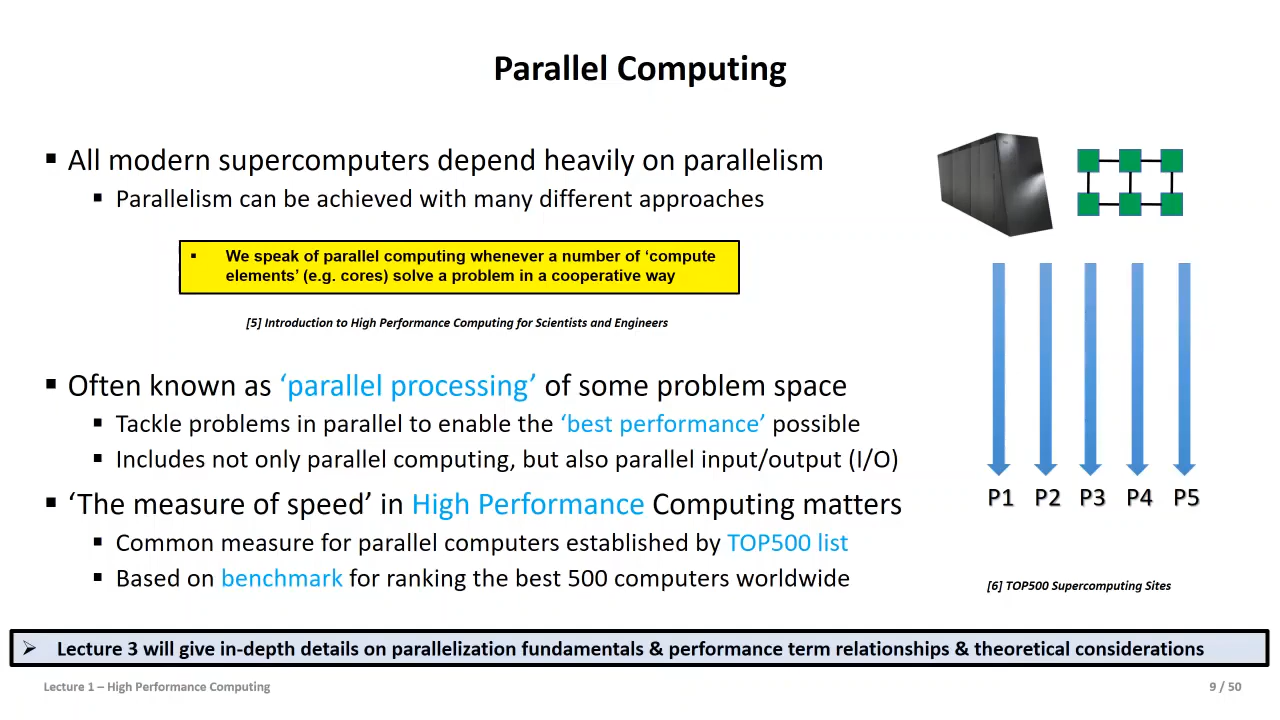 Parallel Computing
▪ All modern supercomputers depend heavily on parallelism
▪ Parallelism can be achieved with many different approaches
▪ We speak of parallel computing whenever a number of ‘compute
elements’ (e.g. cores) solve a problem in a cooperative way
[5] Introduction to High Performance Computing for Scientists and Engineers
▪ Often known as ‘parallel processing’ of some problem space
▪ Tackle problems in parallel to enable the ‘best performance’ possible
▪ Includes not only parallel computing, but also parallel input/output (I/O)
▪ ‘The measure of speed’ in High Performance Computing matters
▪ Common measure for parallel computers established by TOP500 list
▪ Based on benchmark for ranking the best 500 computers worldwide
P1 P2 P3 P4 P5
[6] TOP500 Supercomputing Sites
➢ Lecture 3 will give in-depth details on parallelization fundamentals & performance term relationships & theoretical considerations
Lecture 1 – High Performance Computing
9 / 50